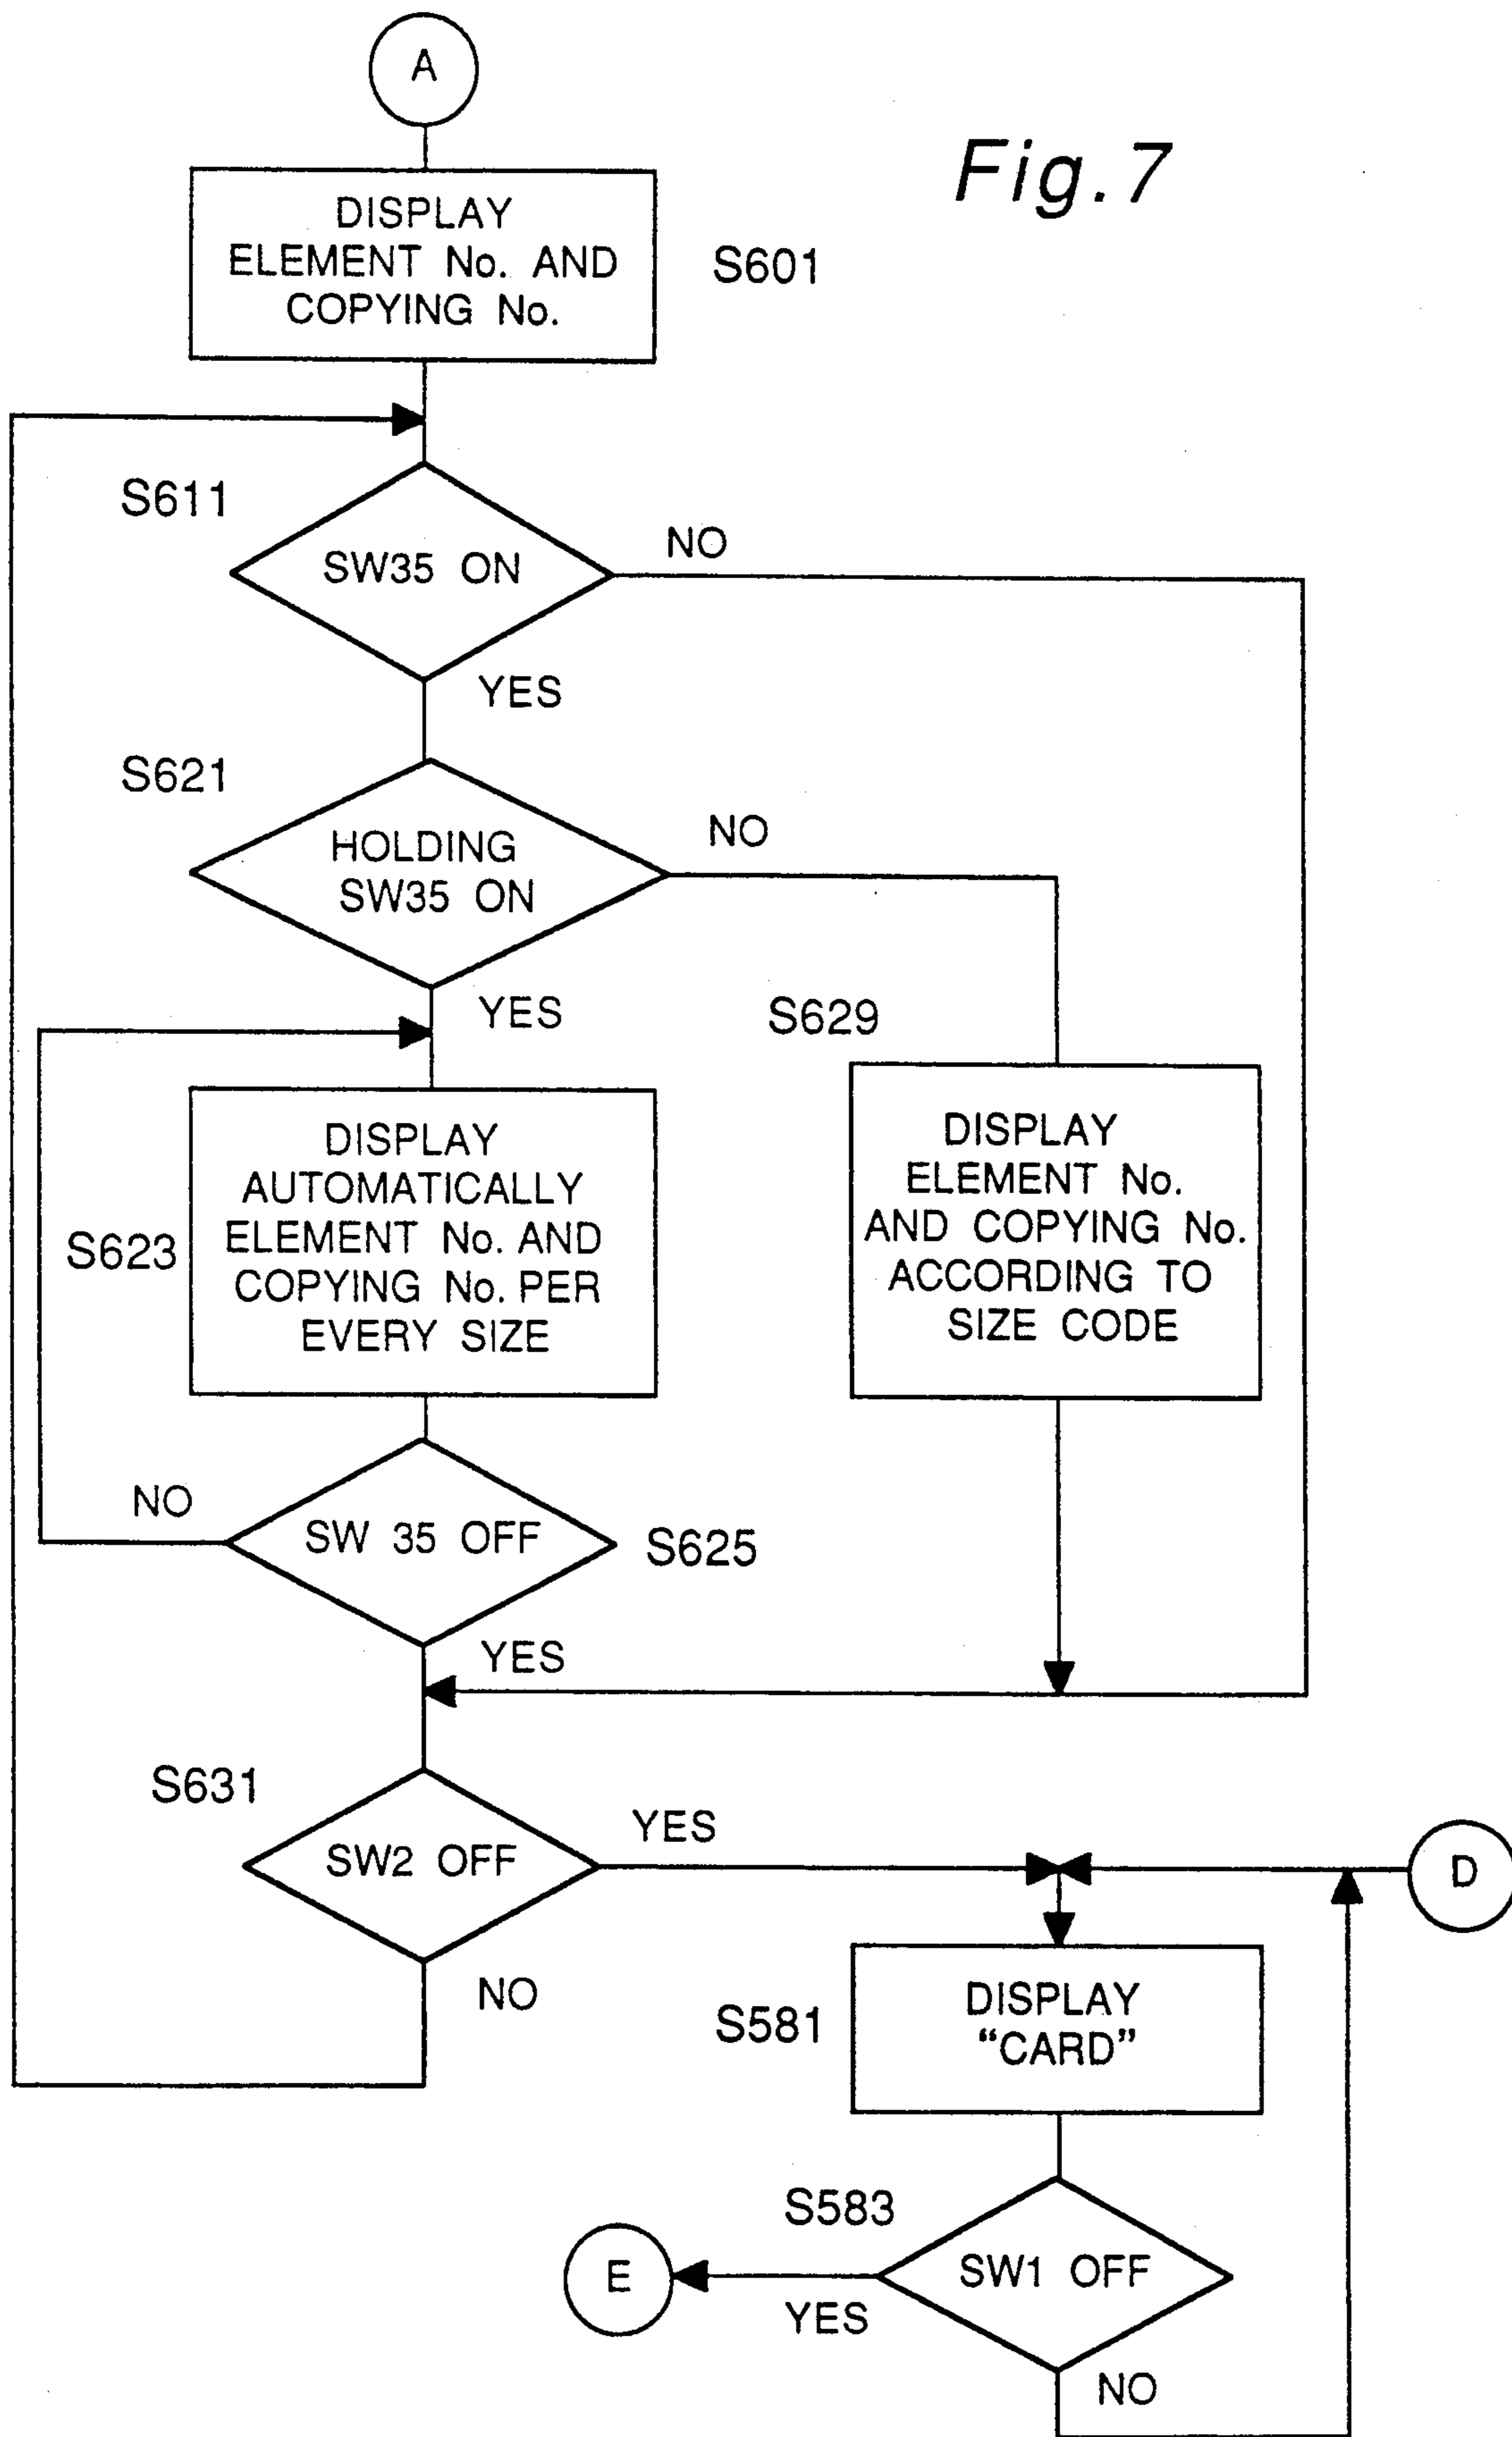 A
Fig. 7
DISPLAY
ELEMENT No. AND
COPYING No.
S601
S611
SW35 ON
NO
YES
S621
HOLDING
SW35 ON
NO
YES
S629
DISPLAY
AUTOMATICALLY
ELEMENT No. AND
COPYING No. PER
EVERY SIZE
S623
DISPLAY
ELEMENT No.
AND COPYING No.
ACCORDING TO
SIZE CODE
NO
SW 35 OFF
S625
YES
S631
SW2 OFF
YES
NO
D
S581
DISPLAY
“CARD”
S583
SW1 OFF
E
YES
NO